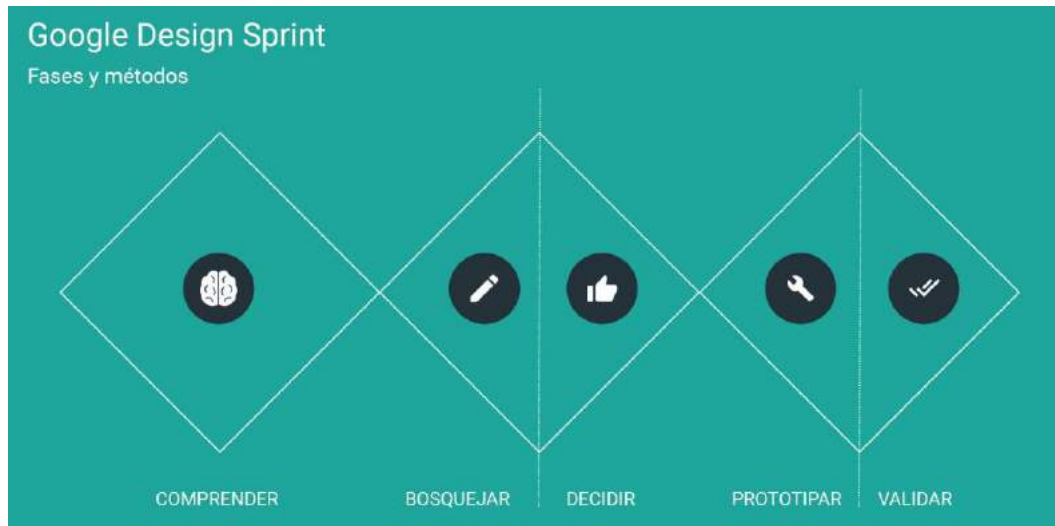 Google Design Sprint
Fases y métodos
COMPRENDER
BOSQUEJAR
DECIDIR
PROTOTIPAR
VALIDAR